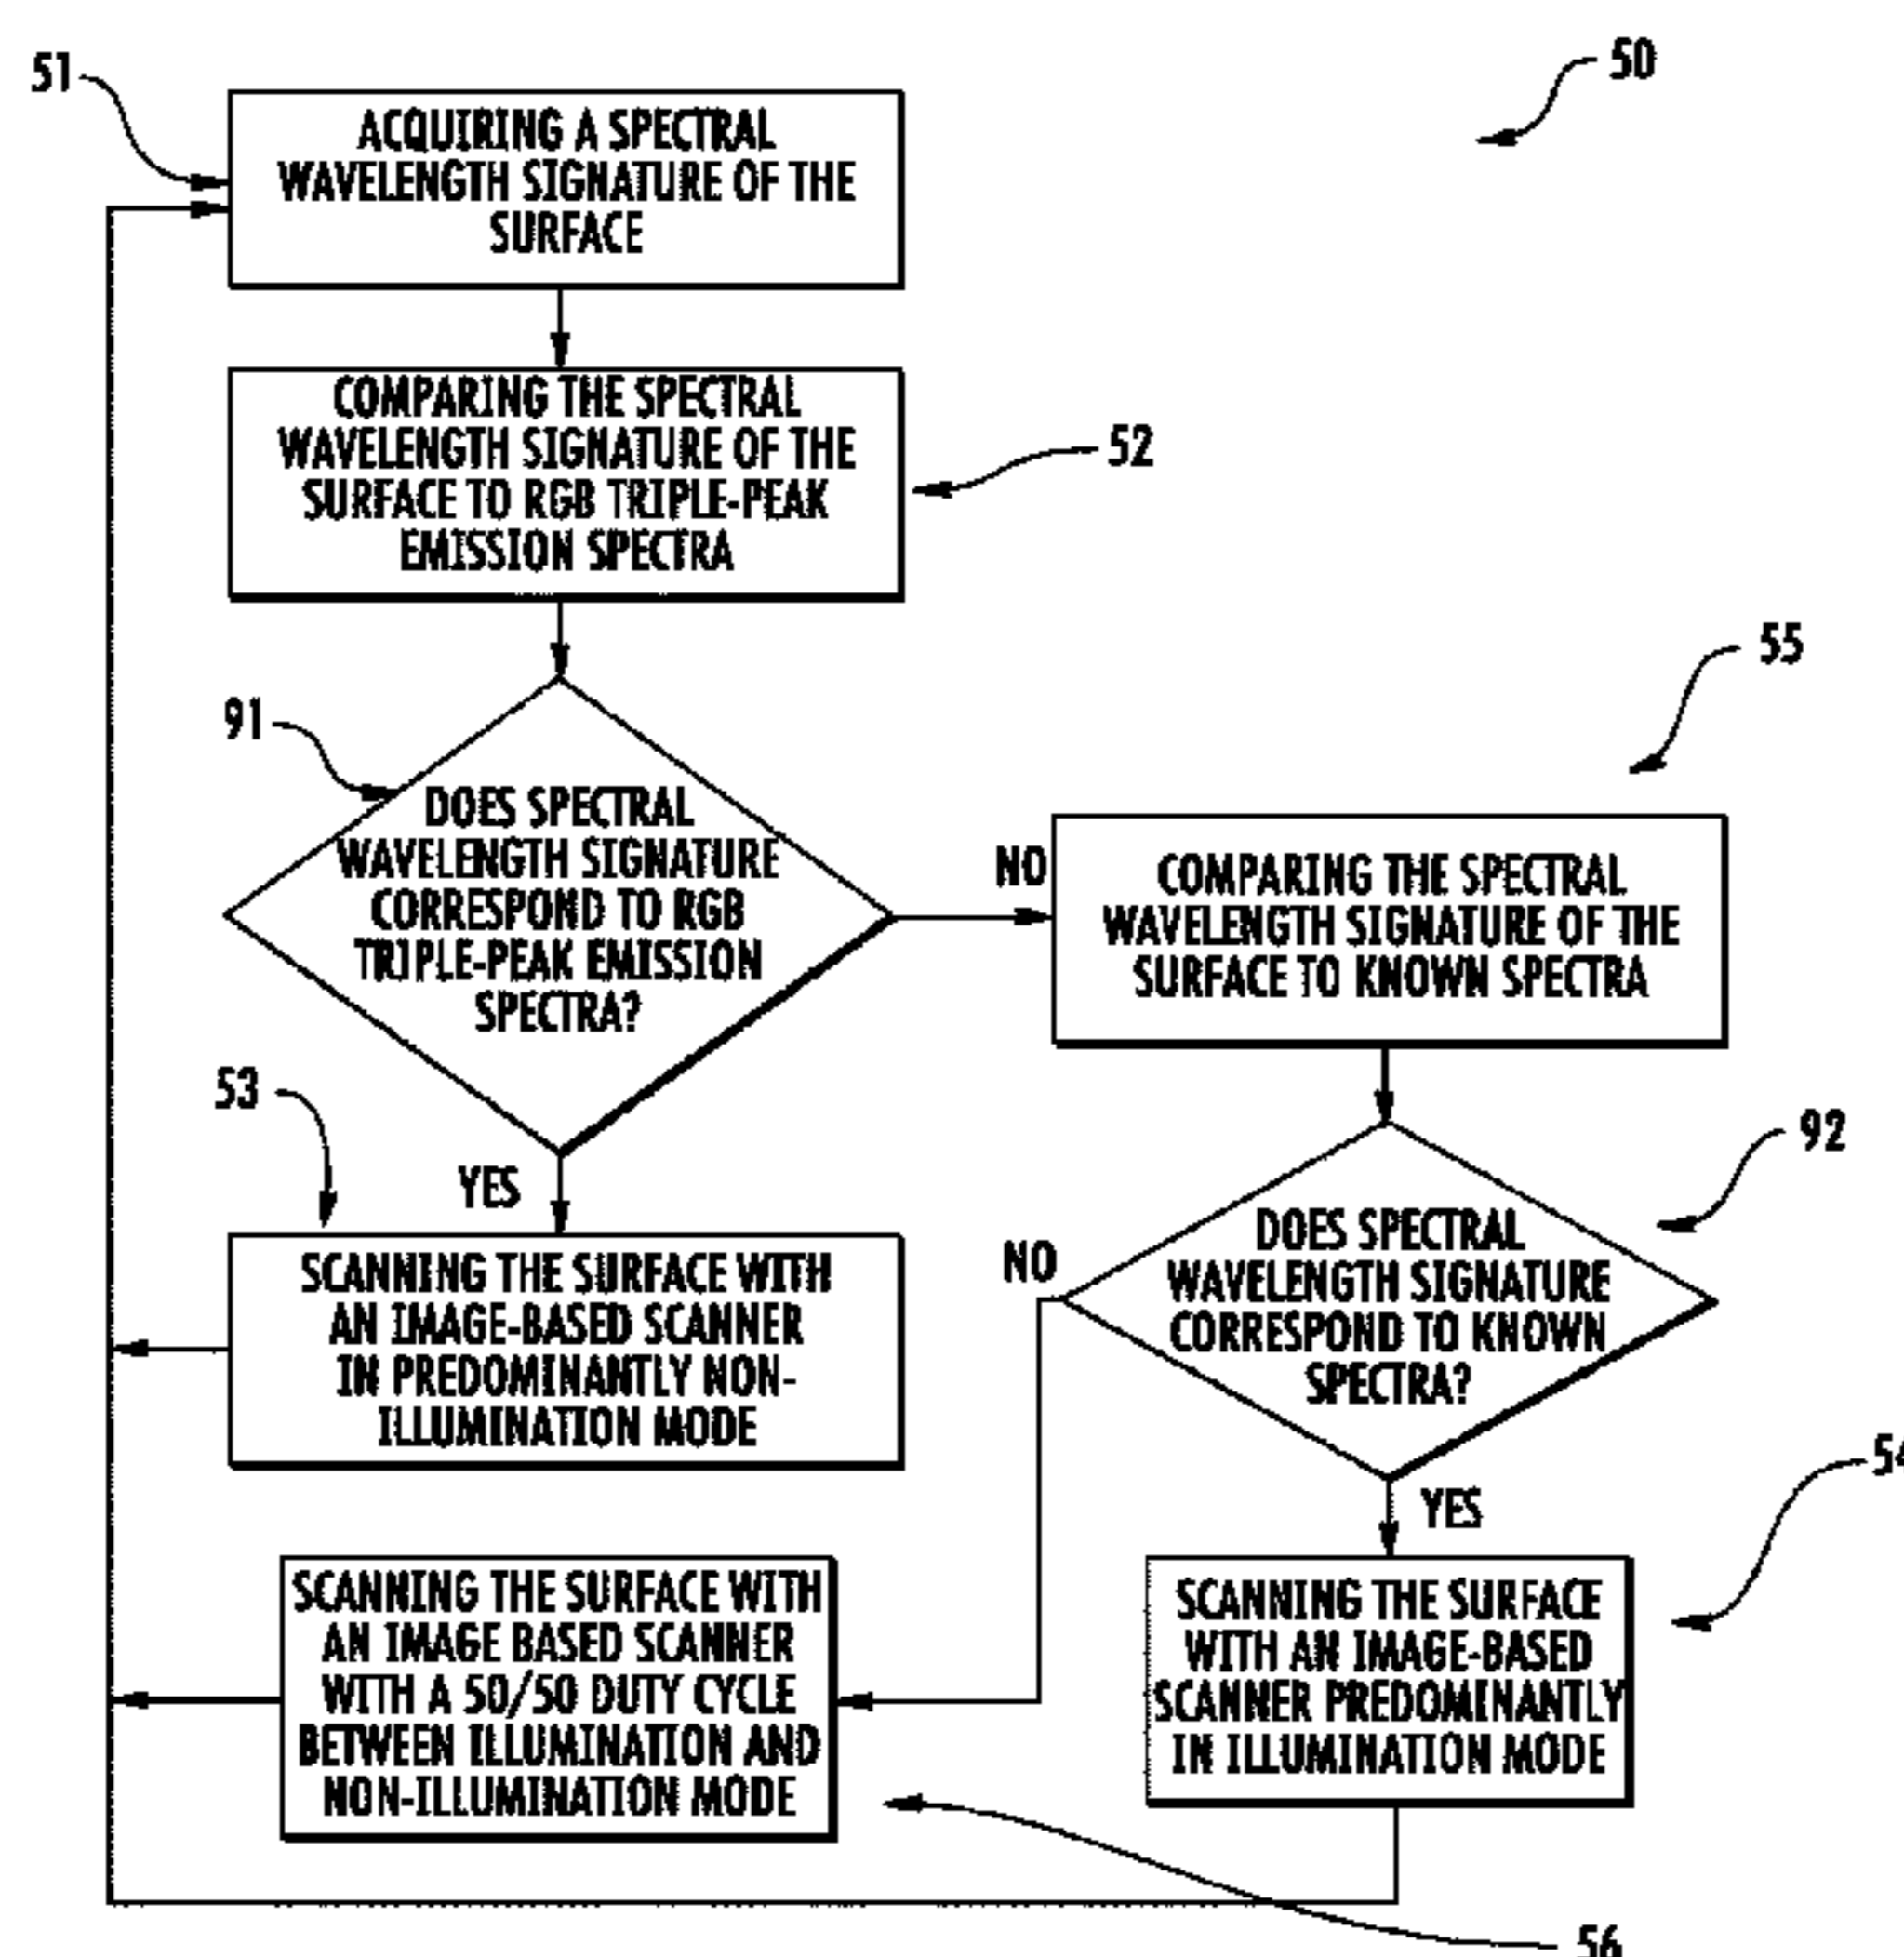 51
50
ACQUIRING A SPECTRAL
WAVELENGTH SIGNATURE OF THE
SURFACE
COMPARING THE SPECTRAL
WAVELENGTH SIGNATURE OF THE
SURFACE TO RGB TRIPLE-PEAK
EMISSION SPECTRA
52
55
91
DOES SPECTRAL
WAVELENGTH SIGNATURE
CORRESPOND TO RGB
TRIPLE-PEAK EMISSION
SPECTRA?
NO
COMPARING THE SPECTRAL
WAVELENGTH SIGNATURE OF THE
SURFACE TO KNOWN SPECTRA
53
YES
92
DOES SPECTRAL
WAVELENGTH SIGNATURE
CORRESPOND TO KNOWN
SPECTRA?
NO
SCANNING THE SURFACE WITH
AN IMAGE-BASED SCANNER
IN PREDOMINANTLY NON-
ILLUMINATION MODE
54
YES
SCANNING THE SURFACE WITH
AN IMAGE BASED SCANNER
WITH A 50/50 DUTY CYCLE
BETWEEN ILLUMINATION AND
NON-ILLUMINATION MODE
SCANNING THE SURFACE
WITH AN IMAGE-BASED
SCANNER PREDOMINANTLY
IN ILLUMINATION MODE
56